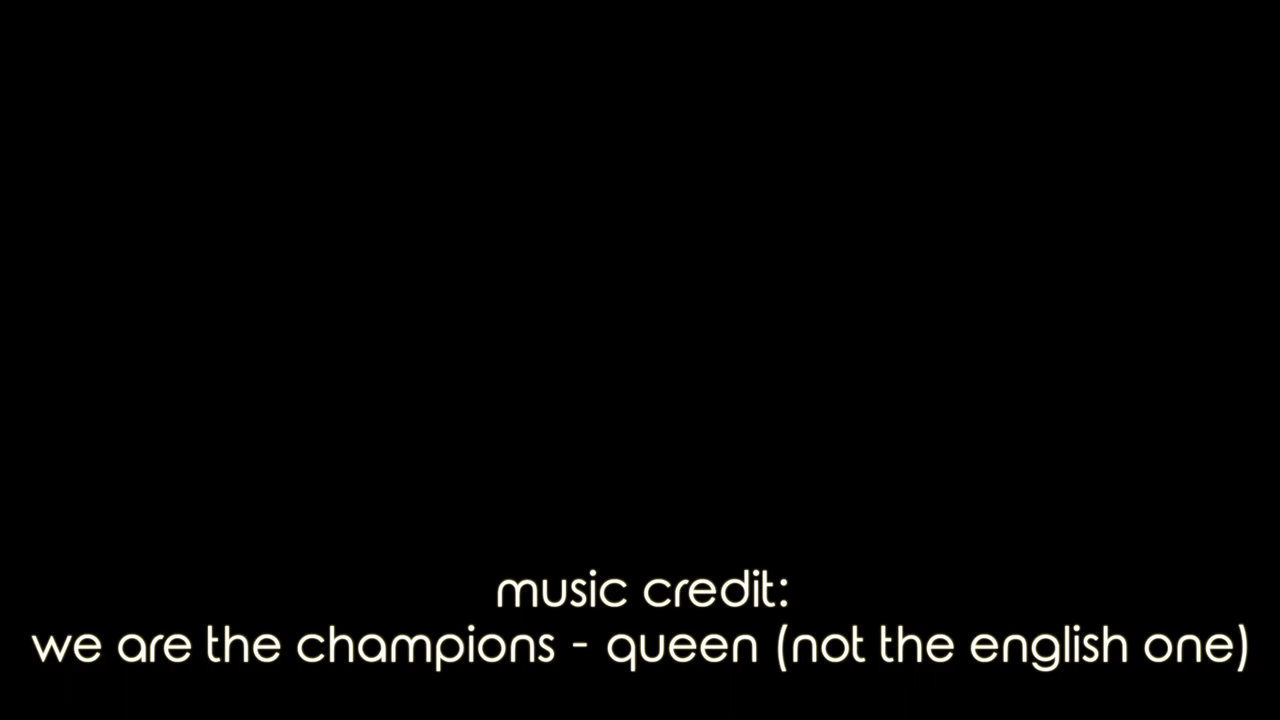 music credit:
we are the champions - queen (not the english one)